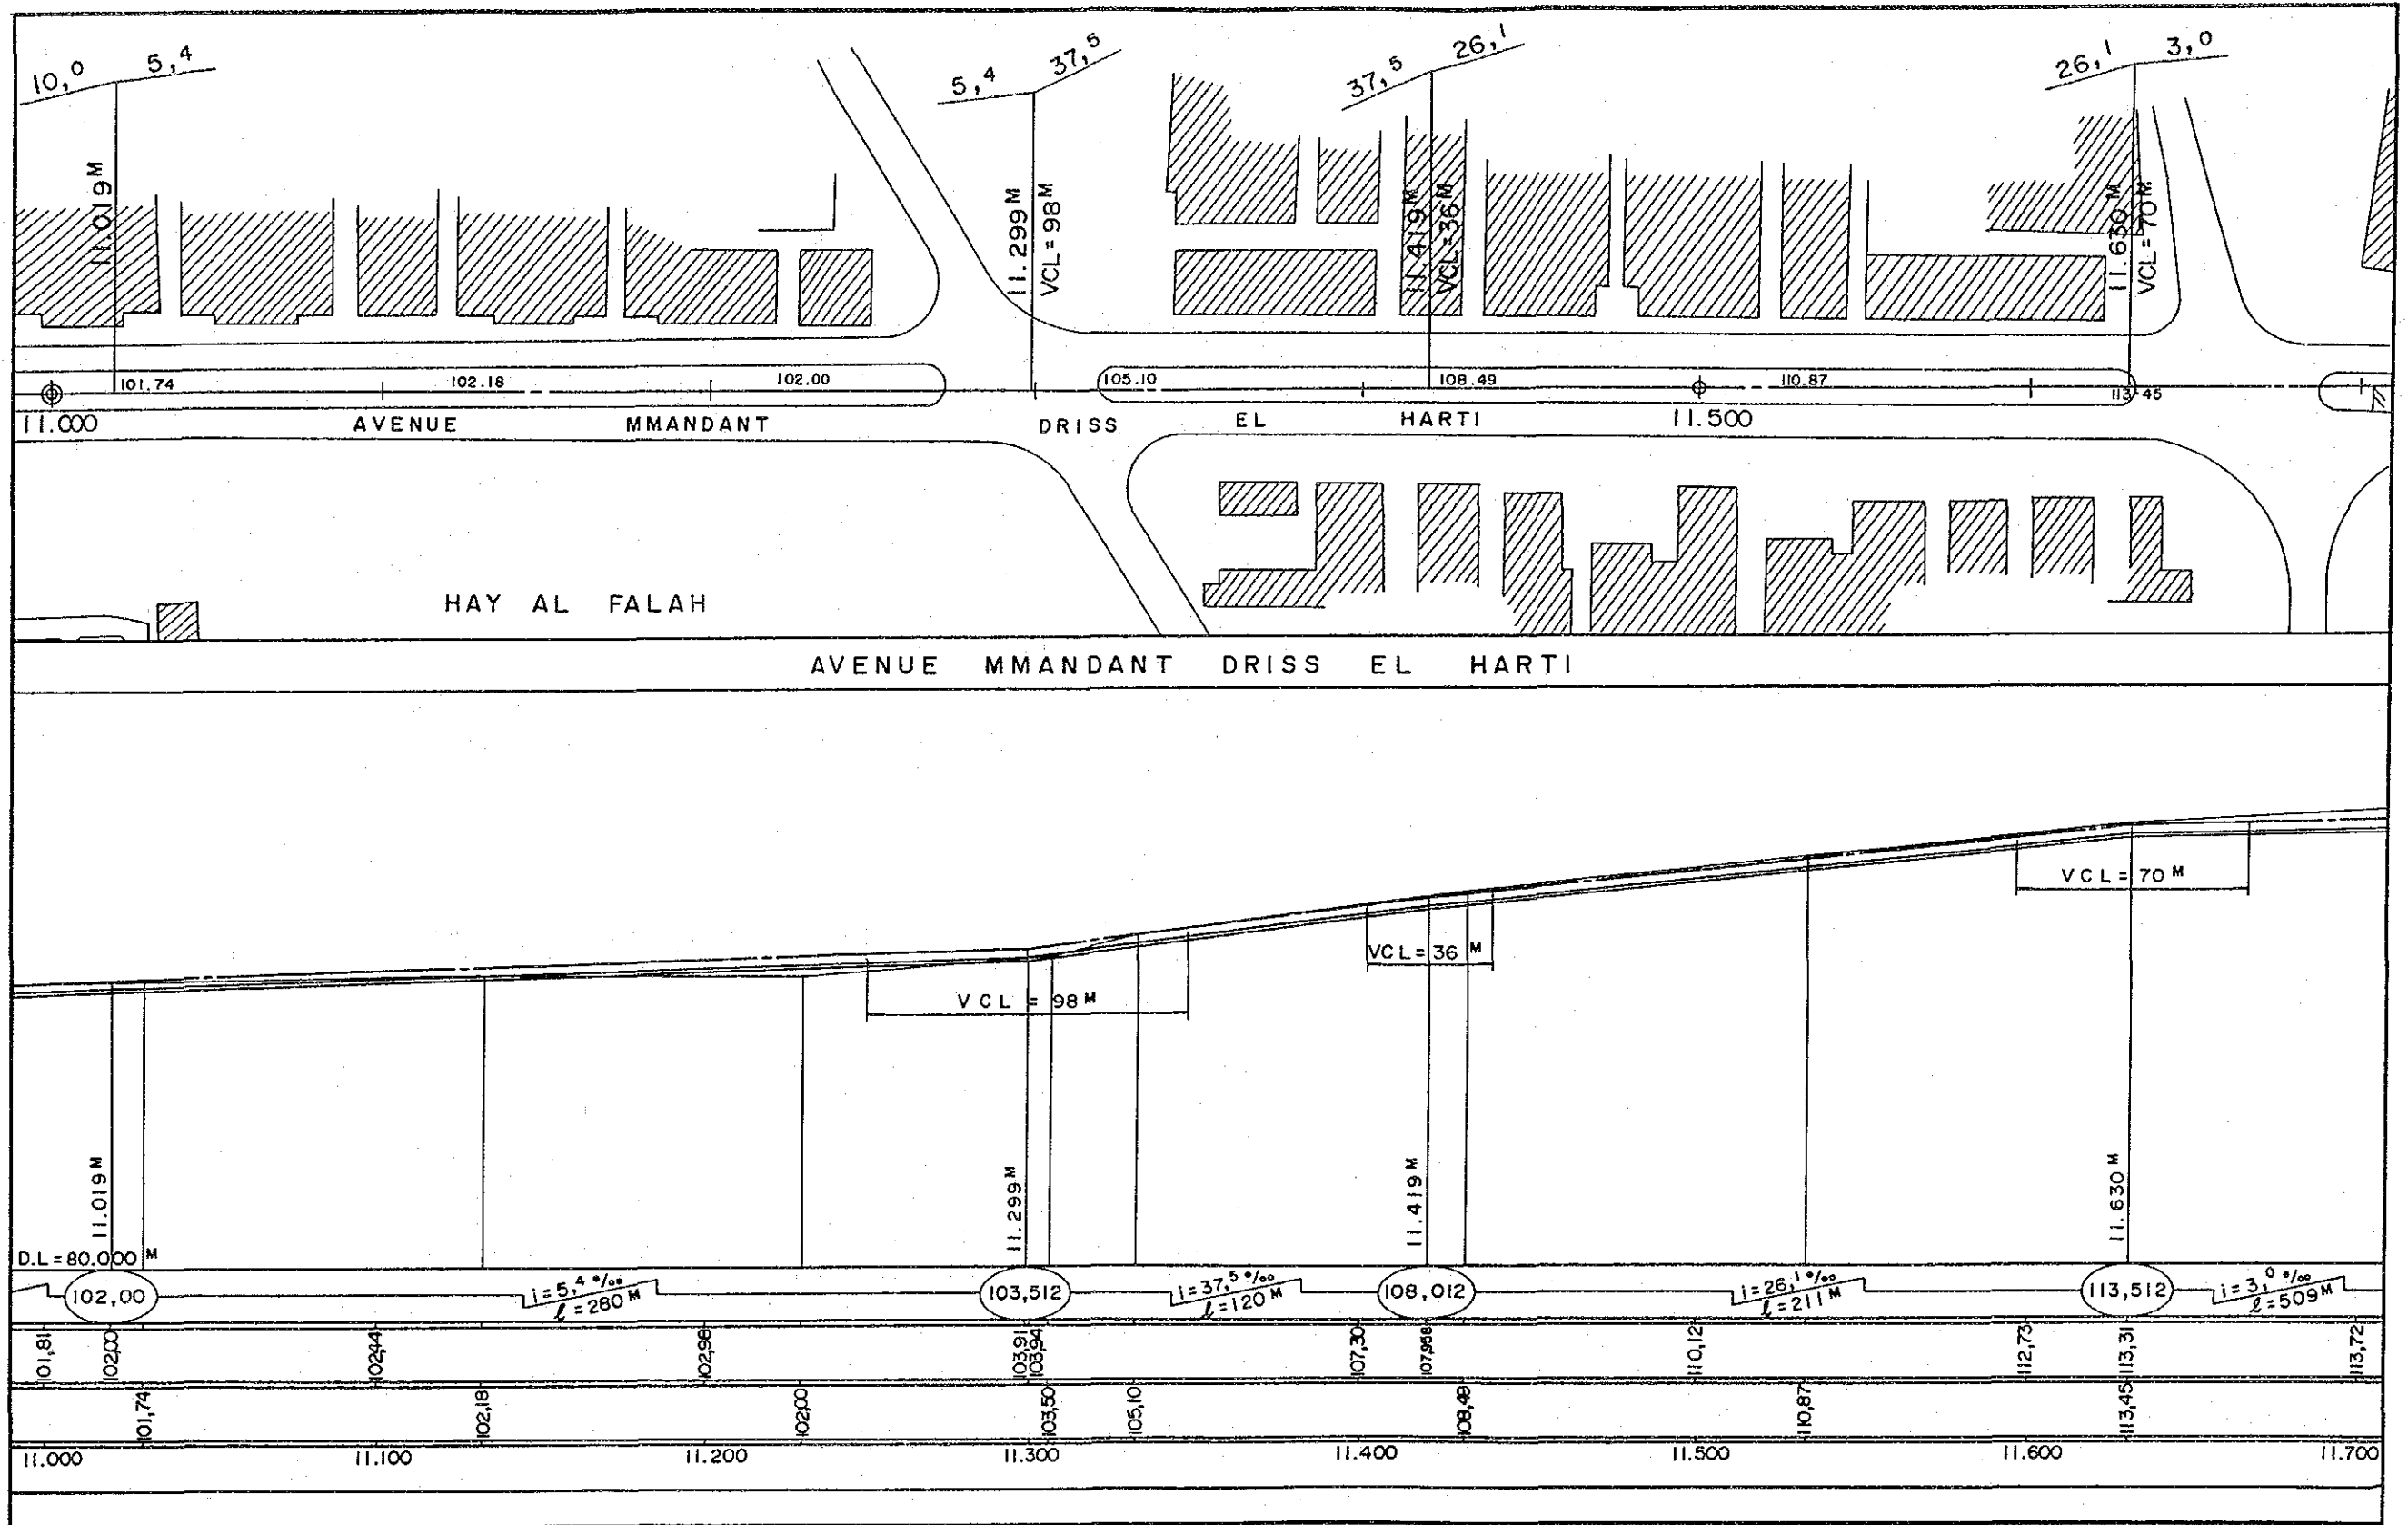 10,0 5,4
5,4 37,5
37,5 26,1
26,1 3,0
11.019M
11.299M
VCL=98M
11.419M
VCL=36M
11.630M
VCL=70M
101.74 102.18 102.00 105.10 108.49 110.87 113.45
11.000 AVENUE MMANDANT DRISS EL HARTI 11.500
HAY AL FALAH
AVENUE MMANDANT DRISS EL HARTI
VCL=70M
VCL=36M
VCL=98M
11.019M
11.299M
11.419M
11.630M
D.L=80.000M
102,00 i=5,4‰ 103,512 i=37,5‰ 108,012 i=26,1‰ 113,512 i=3,0‰
ℓ=280M ℓ=120M ℓ=211M ℓ=509M
101,81 102,00 102,44 102,98 103,91 103,94 107,30 107,958 110,12 112,73 113,31 113,72
101,74 102,18 102,00 103,50 105,10 108,49 110,87 113,45
11.000 11.100 11.200 11.300 11.400 11.500 11.600 11.700